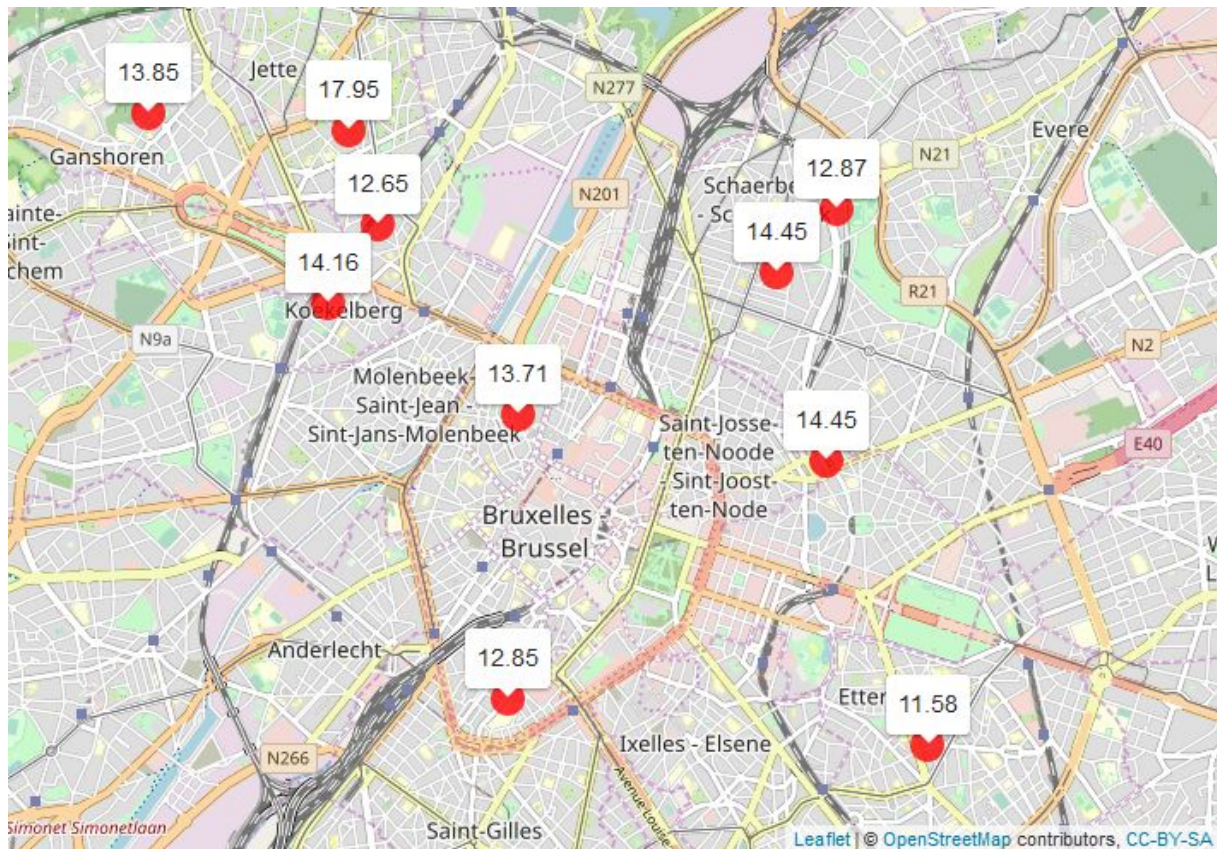 13.85
Jette
17.95
N277
Evere
Ganshoren
N21
12.87
12.65
N201
Schaerbe
- Sc
k
ainte-
Sint-
chem
14.45
14.16
R21
Koekelberg
N9a
N2
13.71
Molenbeek-
Saint-Jean -
Sint-Jans-Molenbeek
14.45
Saint-Josse-
ten-Noode
- Sint-Joost-
ten-Node
E40
Bruxelles
Brussel
W
L
Anderlecht
12.85
Etter
11.58
Ixelles - Elsene
N266
Avenue Louise
Simonet Simonetlaan
Saint-Gilles
Leaflet | © OpenStreetMap contributors, CC-BY-SA